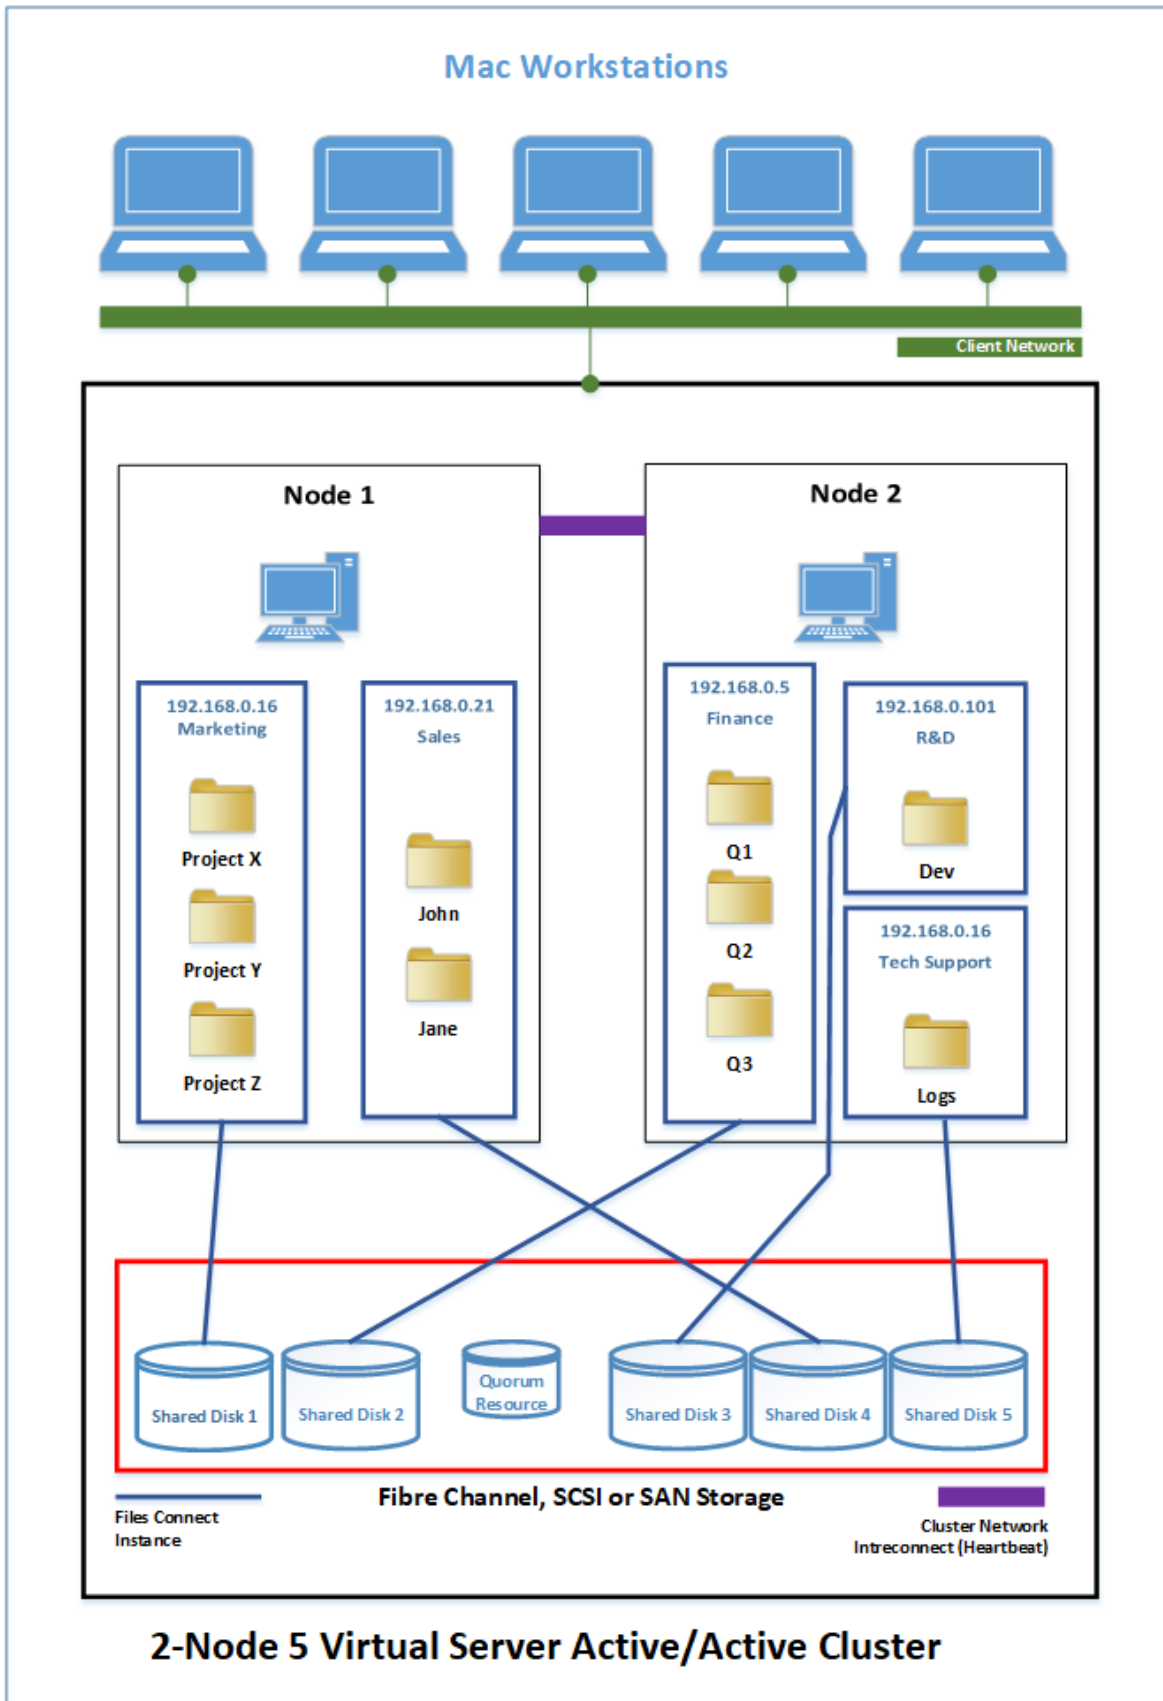 Mac Workstations
Client Network
Node 1
Node 2
192.168.0.16
Marketing
Project X
Project Y
Project Z
192.168.0.21
Sales
John
Jane
192.168.0.5
Finance
Q1
Q2
Q3
192.168.0.101
R&D
Dev
192.168.0.16
Tech Support
Logs
Shared Disk 1
Shared Disk 2
Quorum
Resource
Shared Disk 3
Shared Disk 4
Shared Disk 5
Files Connect
Instance
Fibre Channel, SCSI or SAN Storage
Cluster Network
Intreconnect (Heartbeat)
2-Node 5 Virtual Server Active/Active Cluster